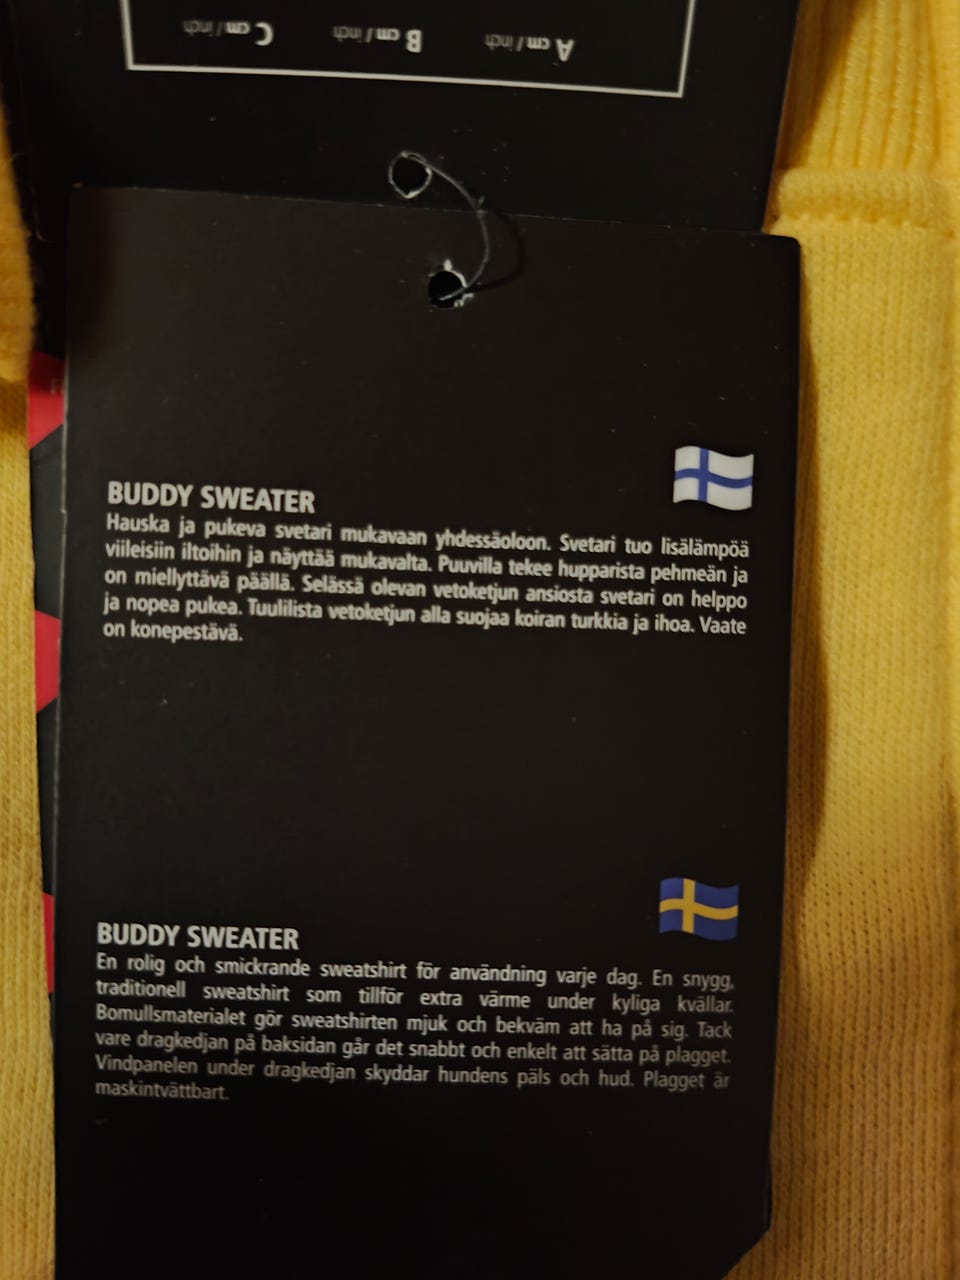 C cm / inch B cm / inch A cm / inch
BUDDY SWEATER
Hauska ja pukeva svetari mukavaan yhdessäoloon. Svetari tuo lisälämpöä
viileisiin iltoihin ja näyttää mukavalta. Puuvilla tekee hupparista pehmeän ja
on miellyttävä päällä. Selässä olevan vetoketjun ansiosta svetari on helppo
ja nopea pukea. Tuulilista vetoketjun alla suojaa koiran turkkia ja ihoa. Vaate
on konepestävä.
BUDDY SWEATER
En rolig och smickrande sweatshirt för användning varje dag. En snygg,
traditionell sweatshirt som tillför extra värme under kyliga kvällar.
Bomullsmaterialet gör sweatshirten mjuk och bekväm att ha på sig. Tack
vare dragkedjan på baksidan går det snabbt och enkelt att sätta på plagget.
Vindpanelen under dragkedjan skyddar hundens päls och hud. Plagget är
maskintvättbart.